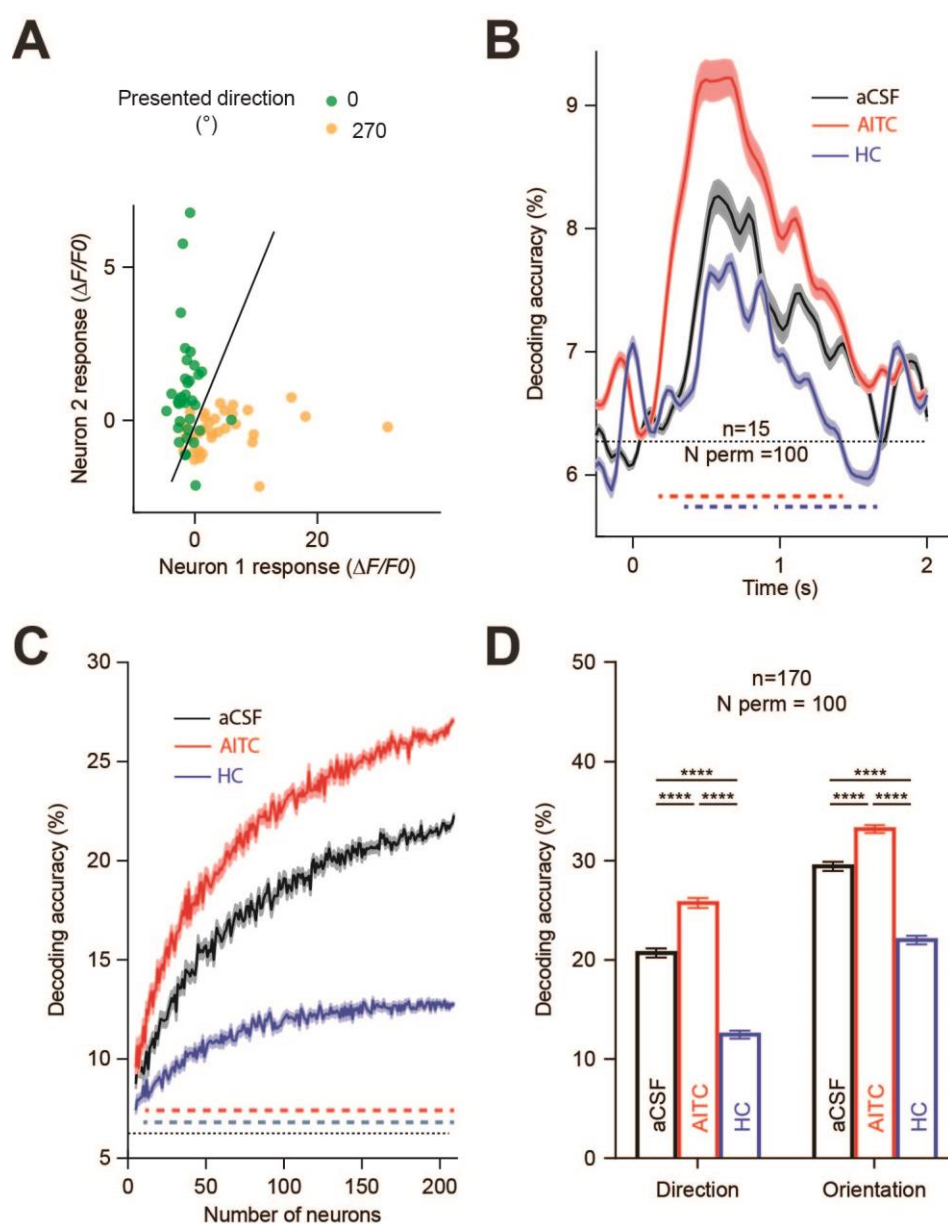 A
Presented direction
(°)
0
270
5
0
Neuron 2 response (ΔF/F0)
0
20
Neuron 1 response (ΔF/F0)
B
aCSF
AITC
HC
9
8
7
6
Decoding accuracy (%)
n=15
N perm =100
0
1
2
Time (s)
C
aCSF
AITC
HC
30
25
20
15
10
5
Decoding accuracy (%)
0
50
100
150
200
Number of neurons
D
n=170
N perm = 100
50
40
30
20
10
0
Decoding accuracy (%)
****
**** ****
****
**** ****
aCSF
AITC
HC
aCSF
AITC
HC
Direction
Orientation